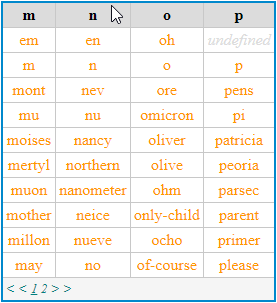 m n o p
em en oh undefined
m n o p
mont nev ore pens
mu nu omicron pi
moises nancy oliver patricia
mertyl northern olive peoria
muon nanometer ohm parsec
mother neice only-child parent
millon nueve ocho primer
may no of-course please
< < 1 2 > >